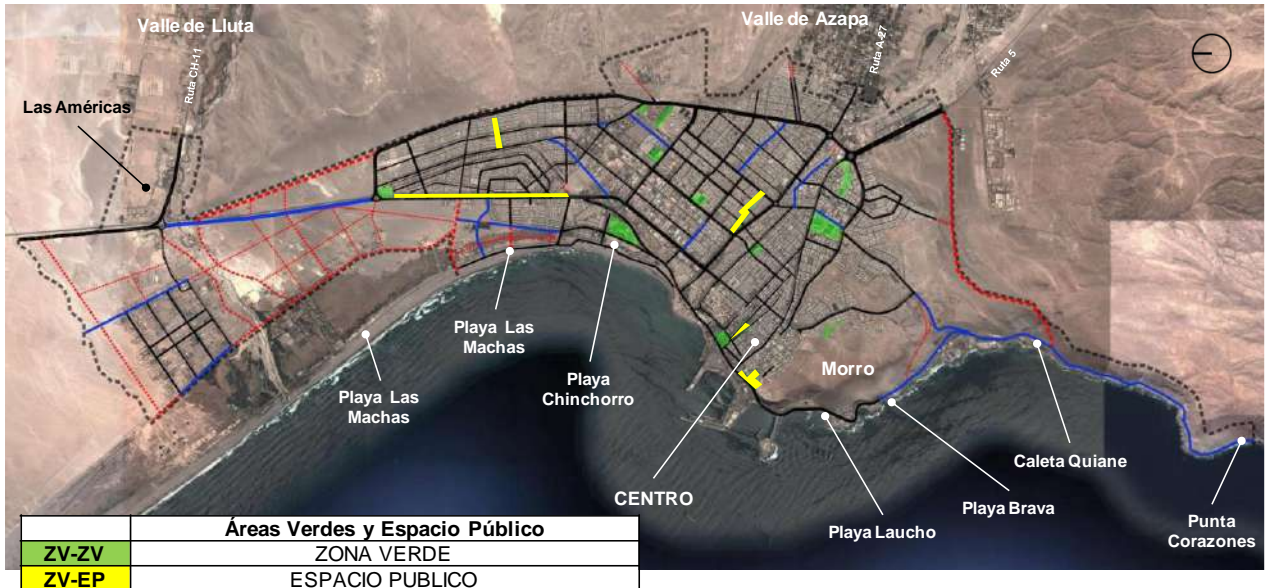 Valle de Lluta
Valle de Azapa
Ruta CH-11
Ruta A-27
Ruta 5
Las Américas
Playa Las
Machas
Playa Las
Machas
Playa
Chinchorro
Morro
CENTRO
Playa Laucho
Playa Brava
Caleta Quiane
Punta
Corazones
Áreas Verdes y Espacio Público
ZV-ZV ZONA VERDE
ZV-EP ESPACIO PUBLICO